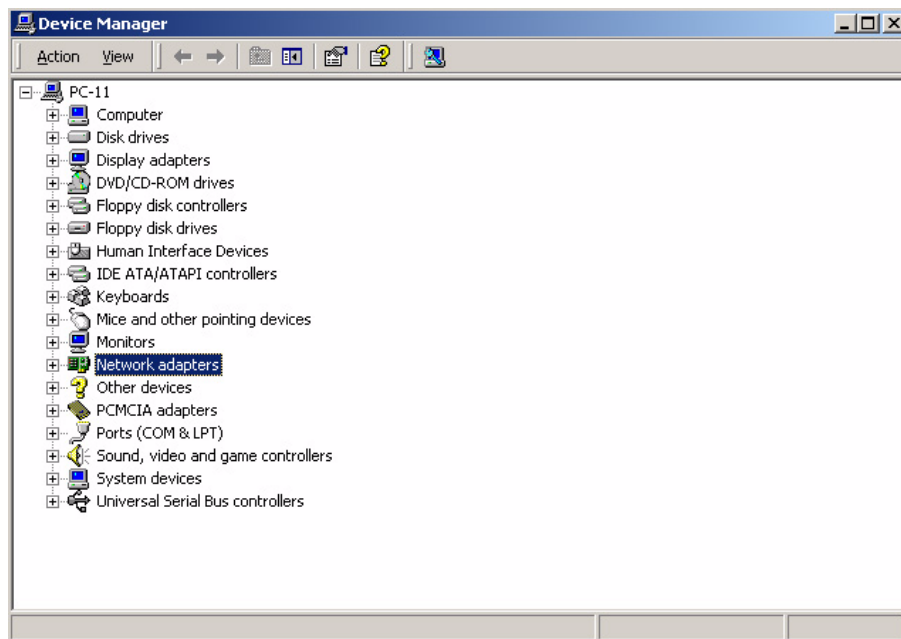 Device Manager
Action View
PC-11
Computer
Disk drives
Display adapters
DVD/CD-ROM drives
Floppy disk controllers
Floppy disk drives
Human Interface Devices
IDE ATA/ATAPI controllers
Keyboards
Mice and other pointing devices
Monitors
Network adapters
Other devices
PCMCIA adapters
Ports (COM & LPT)
Sound, video and game controllers
System devices
Universal Serial Bus controllers